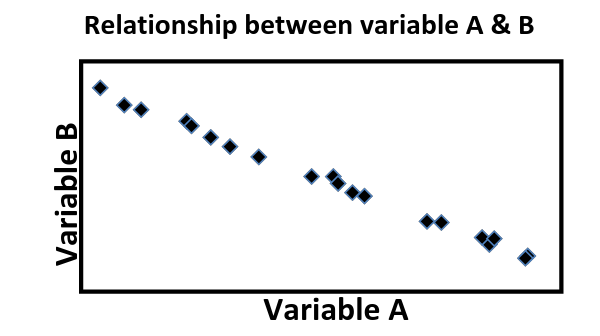 Relationship between variable A & B
Variable B
Variable A